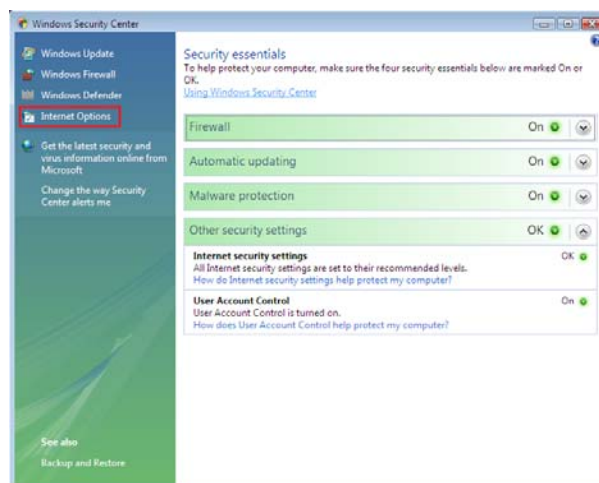 Windows Security Center
Windows Update
Windows Firewall
Windows Defender
Internet Options
Get the latest security and
virus information online from
Microsoft
Change the way Security
Center alerts me
See also
Backup and Restore
Security essentials
To help protect your computer, make sure the four security essentials below are marked On or
OK.
Using Windows Security Center
Firewall On
Automatic updating On
Malware protection On
Other security settings OK
Internet security settings OK
All Internet security settings are set to their recommended levels.
How do Internet security settings help protect my computer?
User Account Control On
User Account Control is turned on.
How does User Account Control help protect my computer?